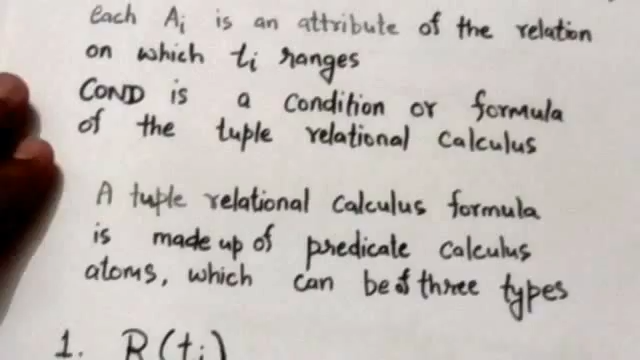 each Ai is an attribute of the relation
on which ti ranges
COND is a condition or formula
of the tuple relational calculus
A tuple relational calculus formula
is made up of predicate calculus
atoms, which can be of three types
1. R(ti)